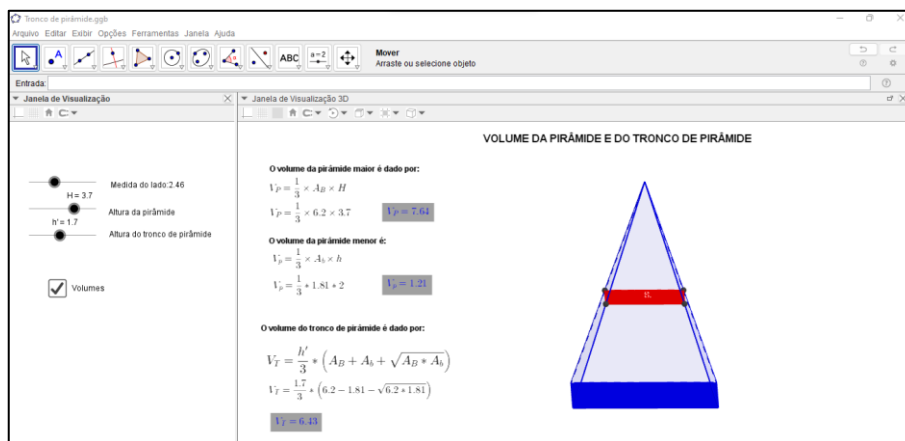 Tronco de pirâmide.ggb
Arquivo Editar Exibir Opções Ferramentas Janela Ajuda
ABC a=2 Mover
Arraste ou selecione objeto
Entrada:
Janela de Visualização
Janela de Visualização 3D
VOLUME DA PIRÂMIDE E DO TRONCO DE PIRÂMIDE
Medida do lado:2.46
H = 3.7
Altura da pirâmide
h' = 1.7
Altura do tronco de pirâmide
Volumes
O volume da pirâmide maior é dado por:
V_P = 1/3 × A_B × H
V_P = 1/3 × 6.2 × 3.7 V_P = 7.64
O volume da pirâmide menor é:
V_p = 1/3 × A_b × h
V_p = 1/3 * 1.81 * 2 V_p = 1.21
O volume do tronco de pirâmide é dado por:
V_T = h'/3 * (A_B + A_b + √(A_B * A_b))
V_T = 1.7/3 * (6.2 − 1.81 − √(6.2 * 1.81))
V_T = 6.43